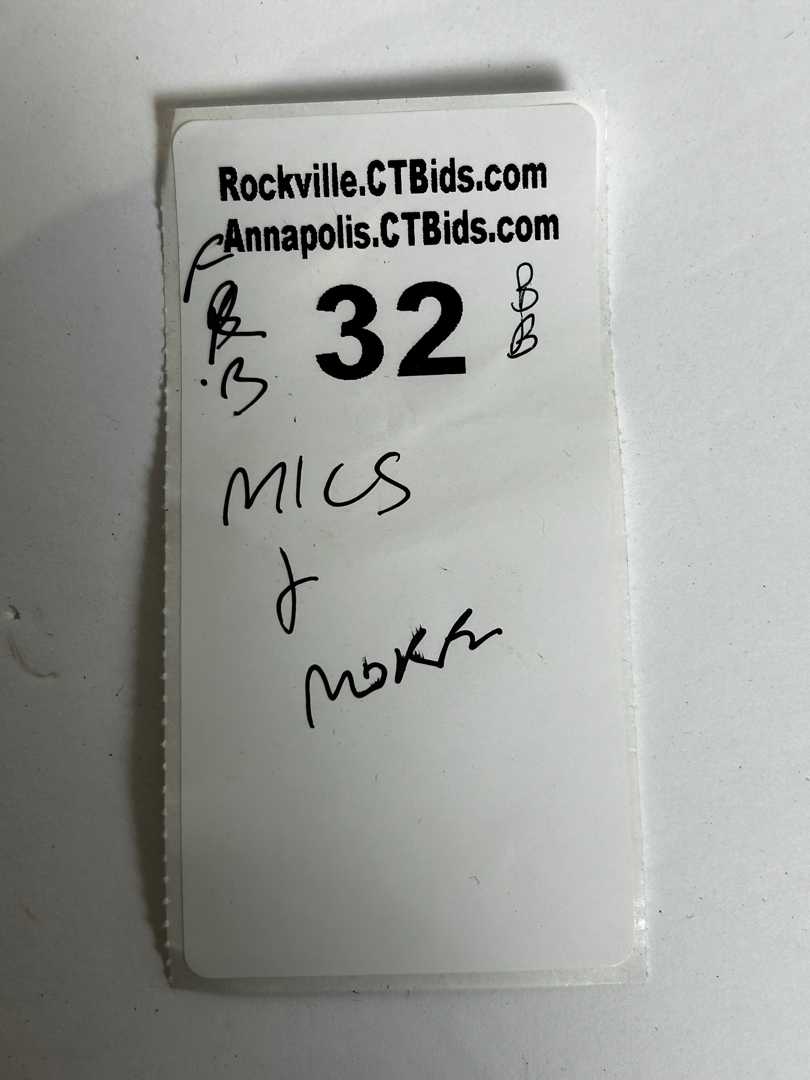 Rockville.CTBids.com
Annapolis.CTBids.com
32
B
B
B
MICS
&
MORE